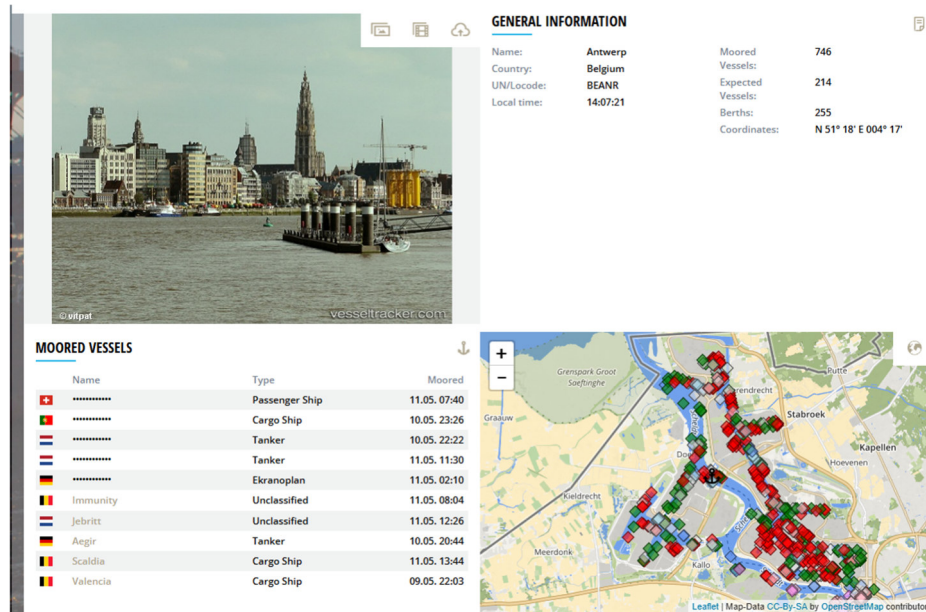 © vitpat
vesseltracker.com
GENERAL INFORMATION
Name: Antwerp
Country: Belgium
UN/Locode: BEANR
Local time: 14:07:21
Moored Vessels: 746
Expected Vessels: 214
Berths: 255
Coordinates: N 51° 18' E 004° 17'
MOORED VESSELS
Name Type Moored
•••••••••••• Passenger Ship 11.05. 07:40
•••••••••••• Cargo Ship 10.05. 23:26
•••••••••••• Tanker 10.05. 22:22
•••••••••••• Tanker 11.05. 11:30
•••••••••••• Ekranoplan 11.05. 02:10
Immunity Unclassified 11.05. 08:04
Jebritt Unclassified 11.05. 12:26
Aegir Tanker 10.05. 20:44
Scaldia Cargo Ship 11.05. 13:44
Valencia Cargo Ship 09.05. 22:03
+
−
Grenspark Groot
Saeftinghe
Putte
rendrecht
Graauw
Stabroek
Kapellen
Hoevenen
Kieldrecht
Meerdonk
Kallo
Leaflet | Map-Data CC-By-SA by OpenStreetMap contributor